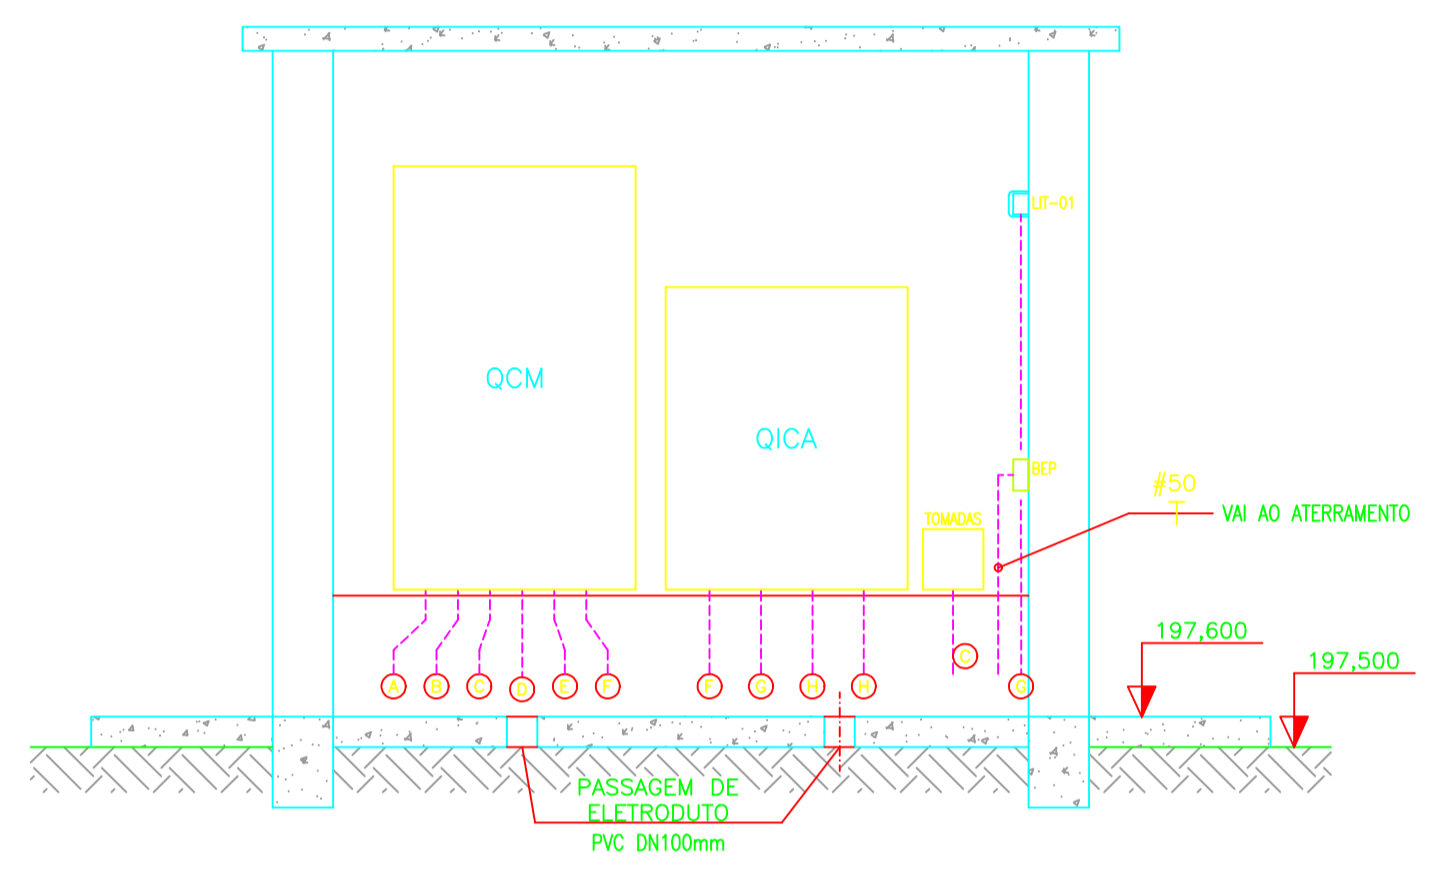 LIT-01
QCM
QICA
BEP
#50
TOMADAS
VAI AO ATERRAMENTO
197,600
C
197,500
A
B
C
D
E
F
F
G
H
H
G
PASSAGEM DE
ELETRODUTO
PVC DN100mm